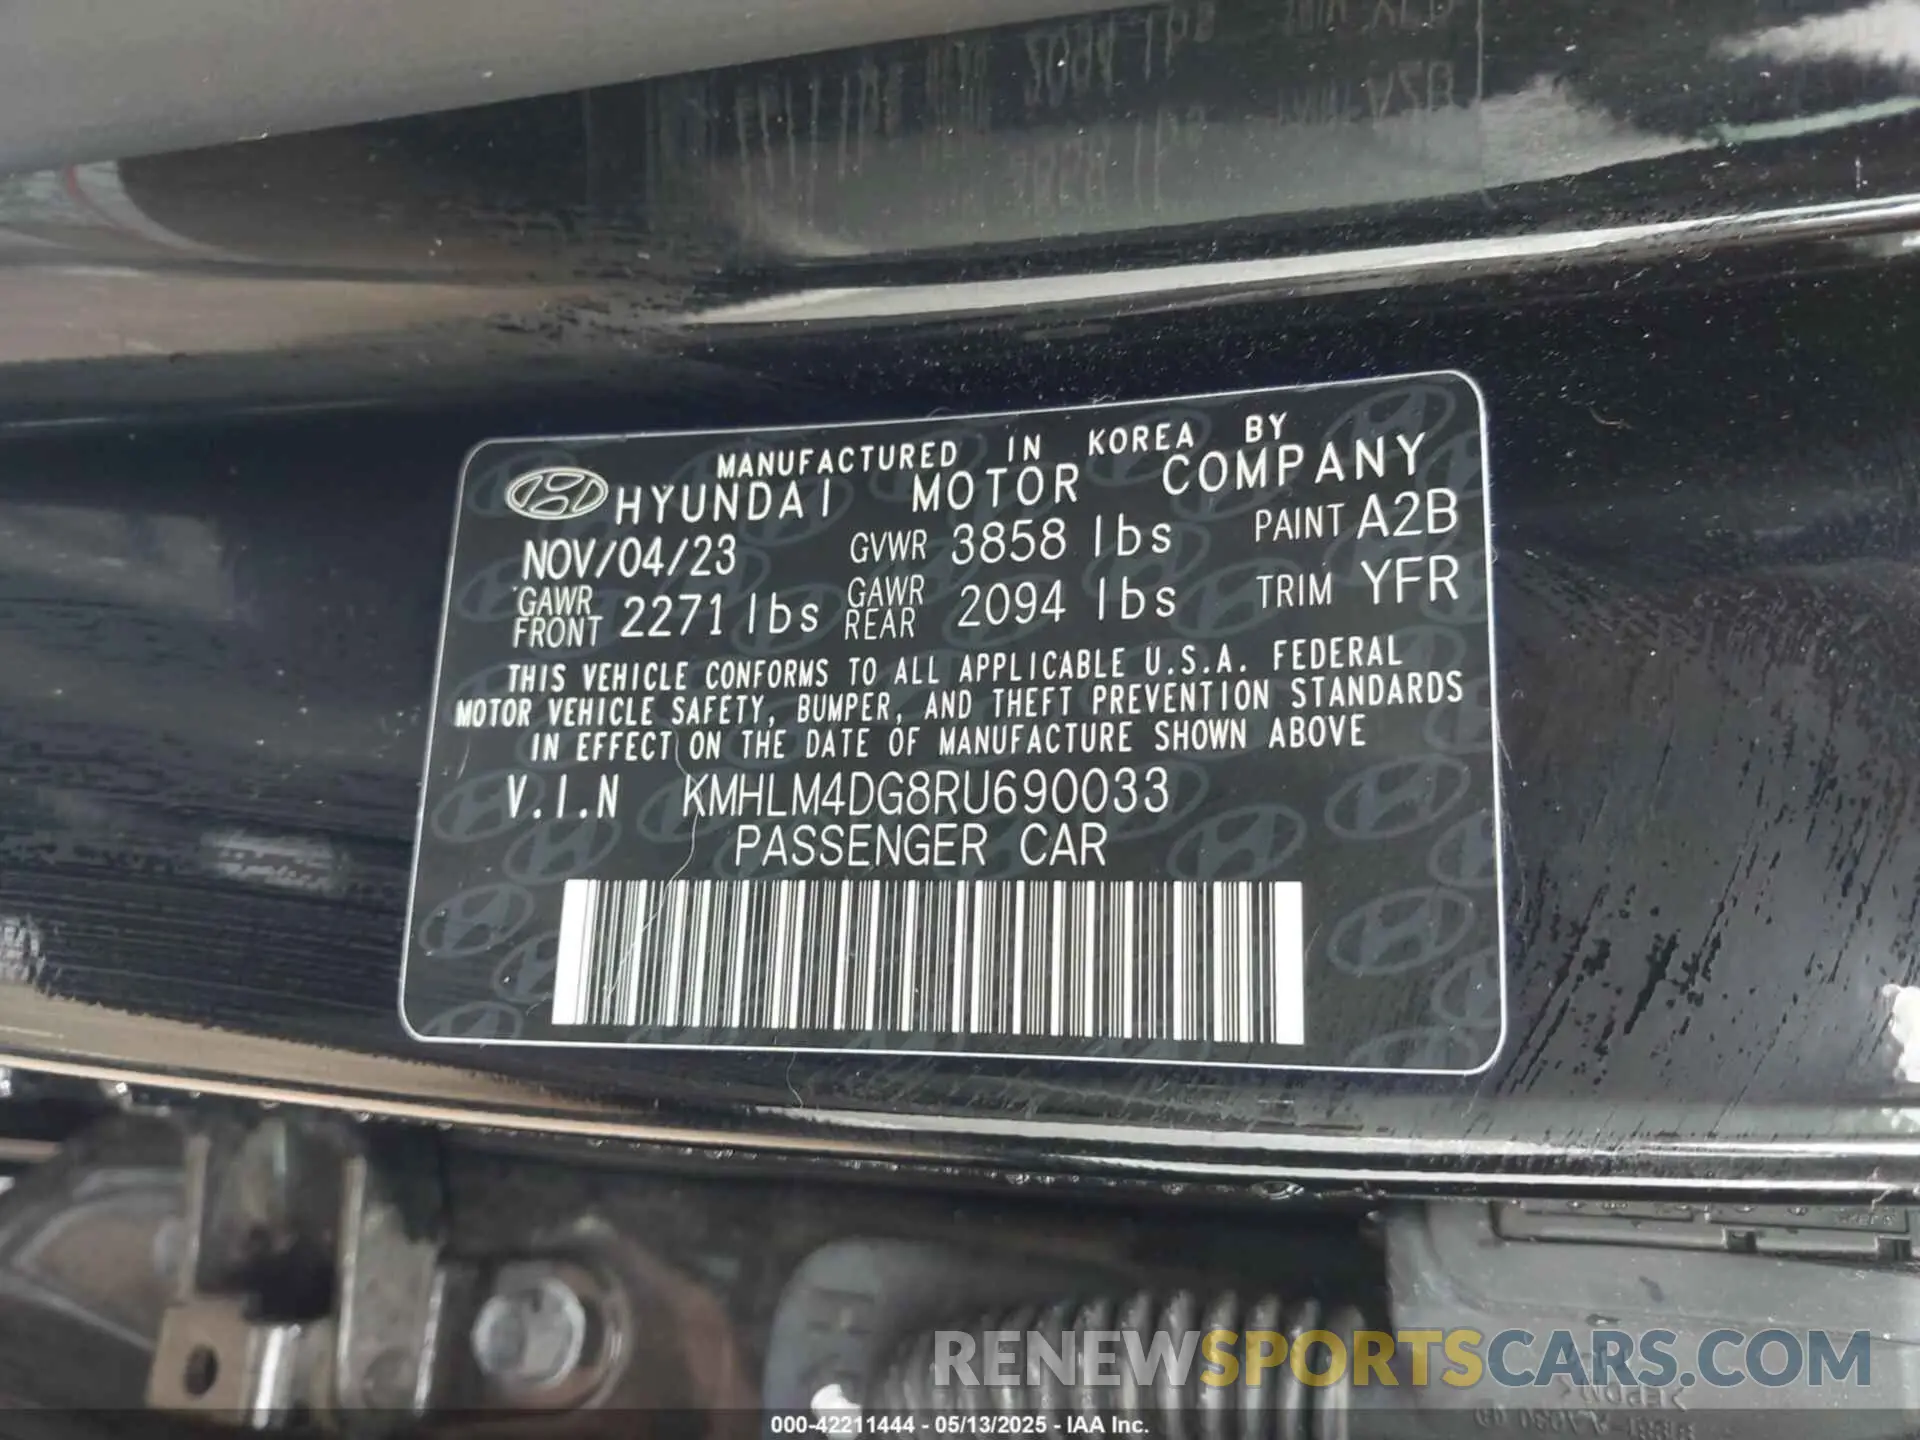 MANUFACTURED IN KOREA BY
HYUNDAI MOTOR COMPANY
NOV/04/23 GVWR 3858 lbs PAINT A2B
GAWR FRONT 2271 lbs GAWR REAR 2094 lbs TRIM YFR
THIS VEHICLE CONFORMS TO ALL APPLICABLE U.S.A. FEDERAL
MOTOR VEHICLE SAFETY, BUMPER, AND THEFT PREVENTION STANDARDS
IN EFFECT ON THE DATE OF MANUFACTURE SHOWN ABOVE
V.I.N KMHLM4DG8RU690033
PASSENGER CAR
RENEWSPORTSCARS.COM
000-42211444 - 05/13/2025 - IAA Inc.